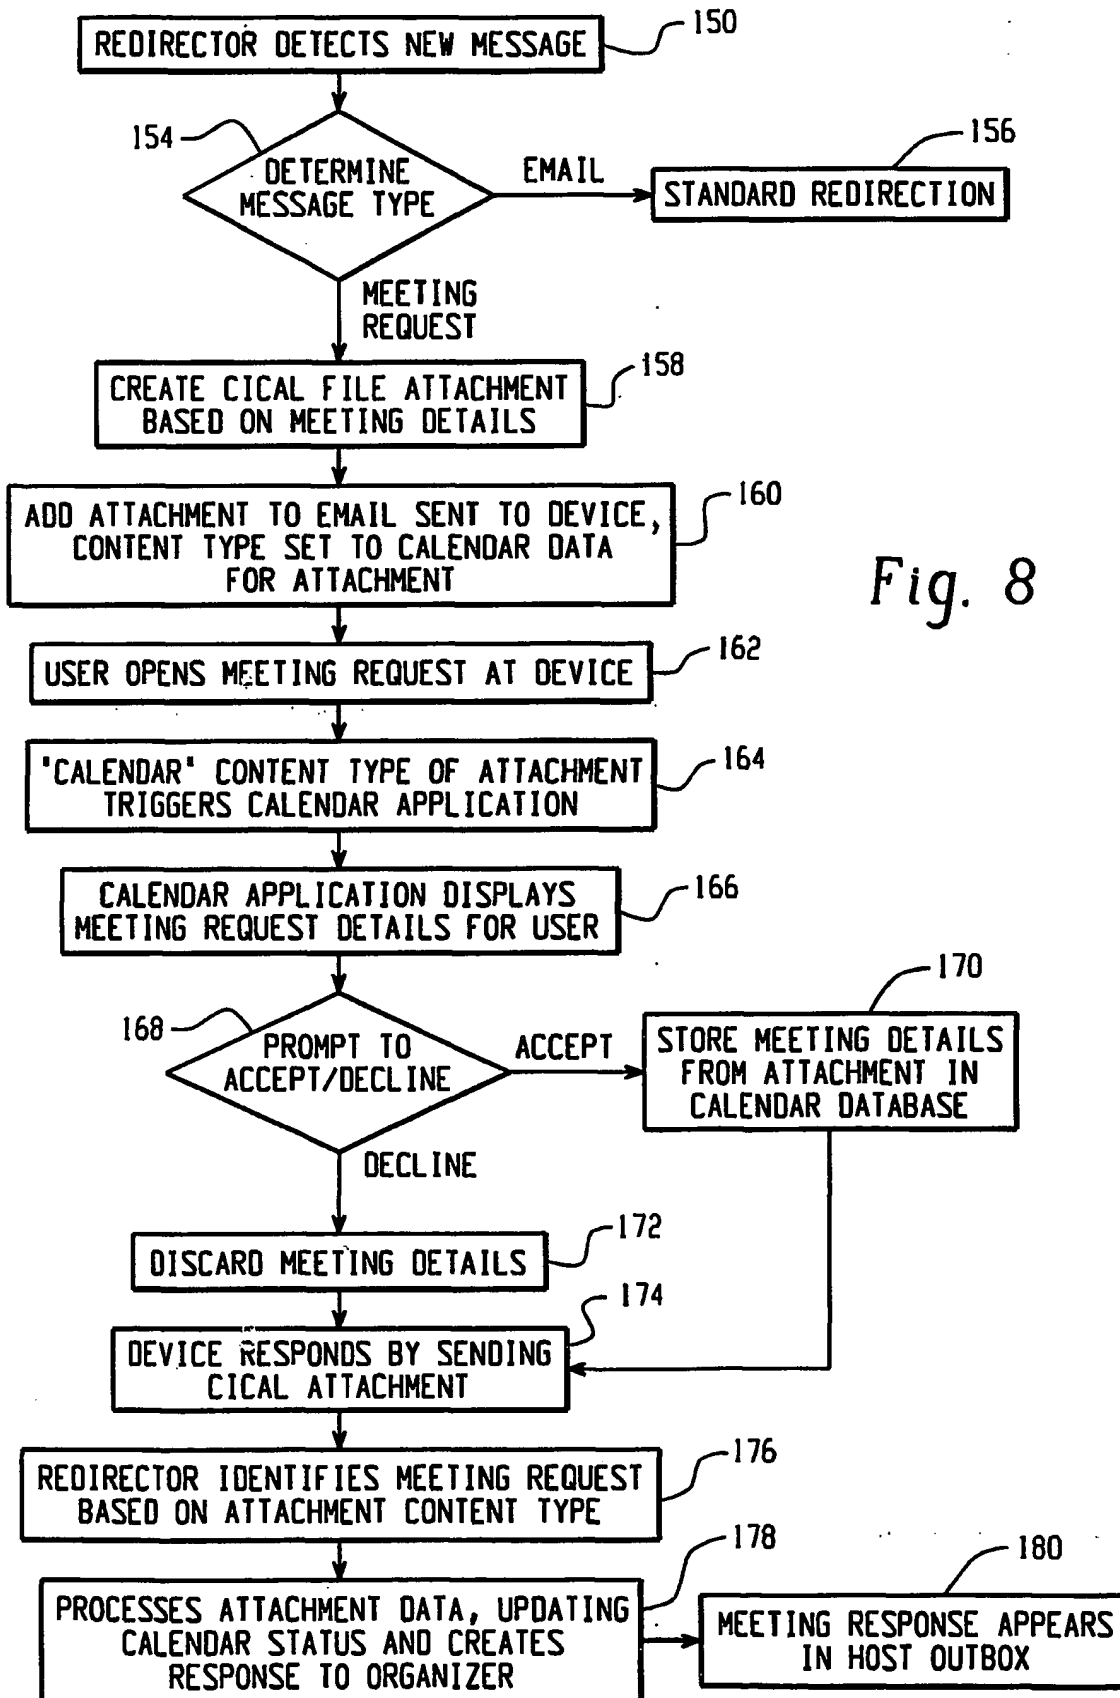 REDIRECTOR DETECTS NEW MESSAGE
150
154
DETERMINE
MESSAGE TYPE
EMAIL
156
STANDARD REDIRECTION
MEETING
REQUEST
158
CREATE CICAL FILE ATTACHMENT
BASED ON MEETING DETAILS
160
ADD ATTACHMENT TO EMAIL SENT TO DEVICE,
CONTENT TYPE SET TO CALENDAR DATA
FOR ATTACHMENT
Fig. 8
162
USER OPENS MEETING REQUEST AT DEVICE
164
"CALENDAR" CONTENT TYPE OF ATTACHMENT
TRIGGERS CALENDAR APPLICATION
166
CALENDAR APPLICATION DISPLAYS
MEETING REQUEST DETAILS FOR USER
168
PROMPT TO
ACCEPT/DECLINE
ACCEPT
170
STORE MEETING DETAILS
FROM ATTACHMENT IN
CALENDAR DATABASE
DECLINE
172
DISCARD MEETING DETAILS
174
DEVICE RESPONDS BY SENDING
CICAL ATTACHMENT
176
REDIRECTOR IDENTIFIES MEETING REQUEST
BASED ON ATTACHMENT CONTENT TYPE
178
PROCESSES ATTACHMENT DATA, UPDATING
CALENDAR STATUS AND CREATES
RESPONSE TO ORGANIZER
180
MEETING RESPONSE APPEARS
IN HOST OUTBOX